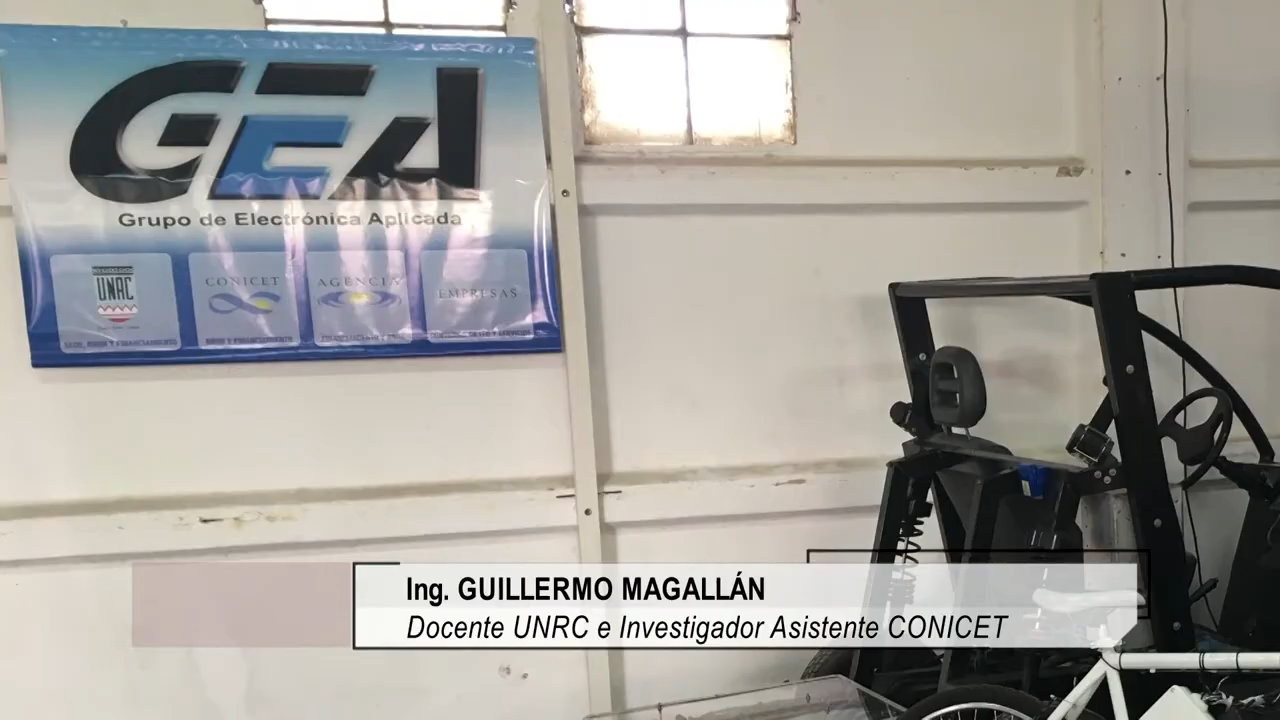 GEA
Grupo de Electrónica Aplicada
UNRC
CONICET
AGENCIA
EMPRESAS
Ing. GUILLERMO MAGALLÁN
Docente UNRC e Investigador Asistente CONICET